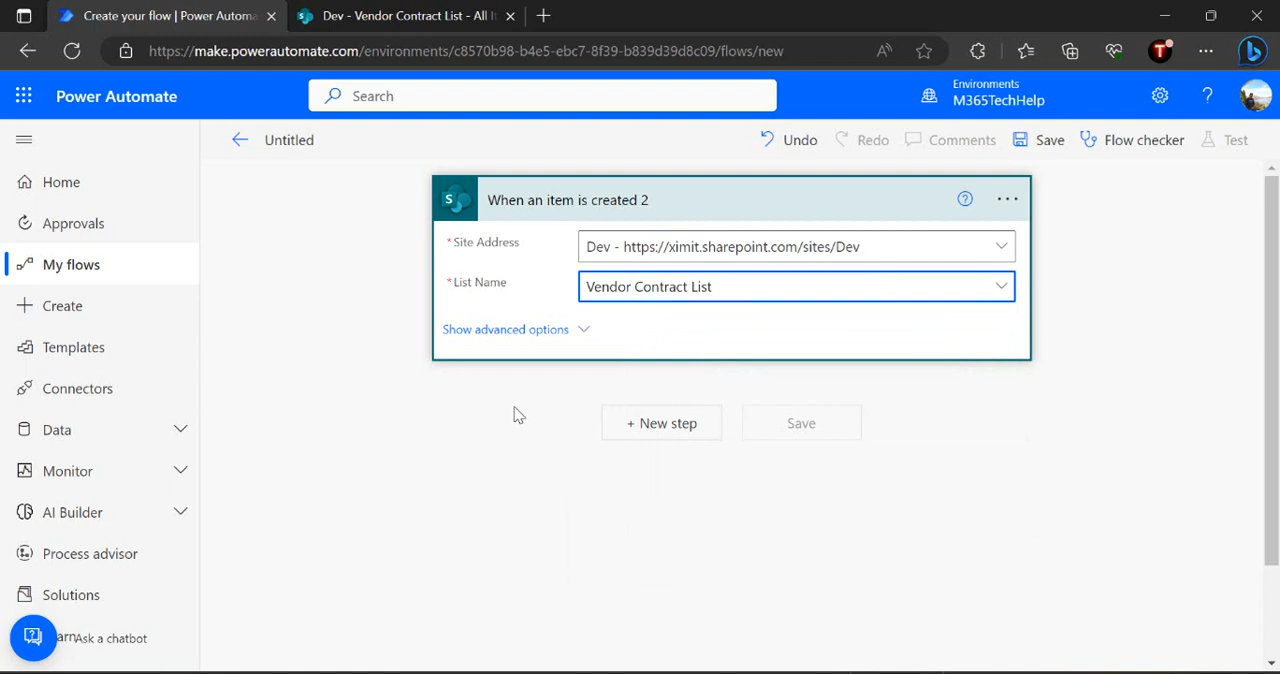 Create your flow | Power Automa
Dev - Vendor Contract List - All It
https://make.powerautomate.com/environments/c8570b98-b4e5-ebc7-8f39-b839d39d8c09/flows/new
T
Power Automate
Search
Environments
M365TechHelp
Untitled
Undo
Redo
Comments
Save
Flow checker
Test
Home
Approvals
My flows
Create
Templates
Connectors
Data
Monitor
AI Builder
Process advisor
Solutions
arn
Ask a chatbot
S
When an item is created 2
* Site Address
Dev - https://ximit.sharepoint.com/sites/Dev
* List Name
Vendor Contract List
Show advanced options
+ New step
Save